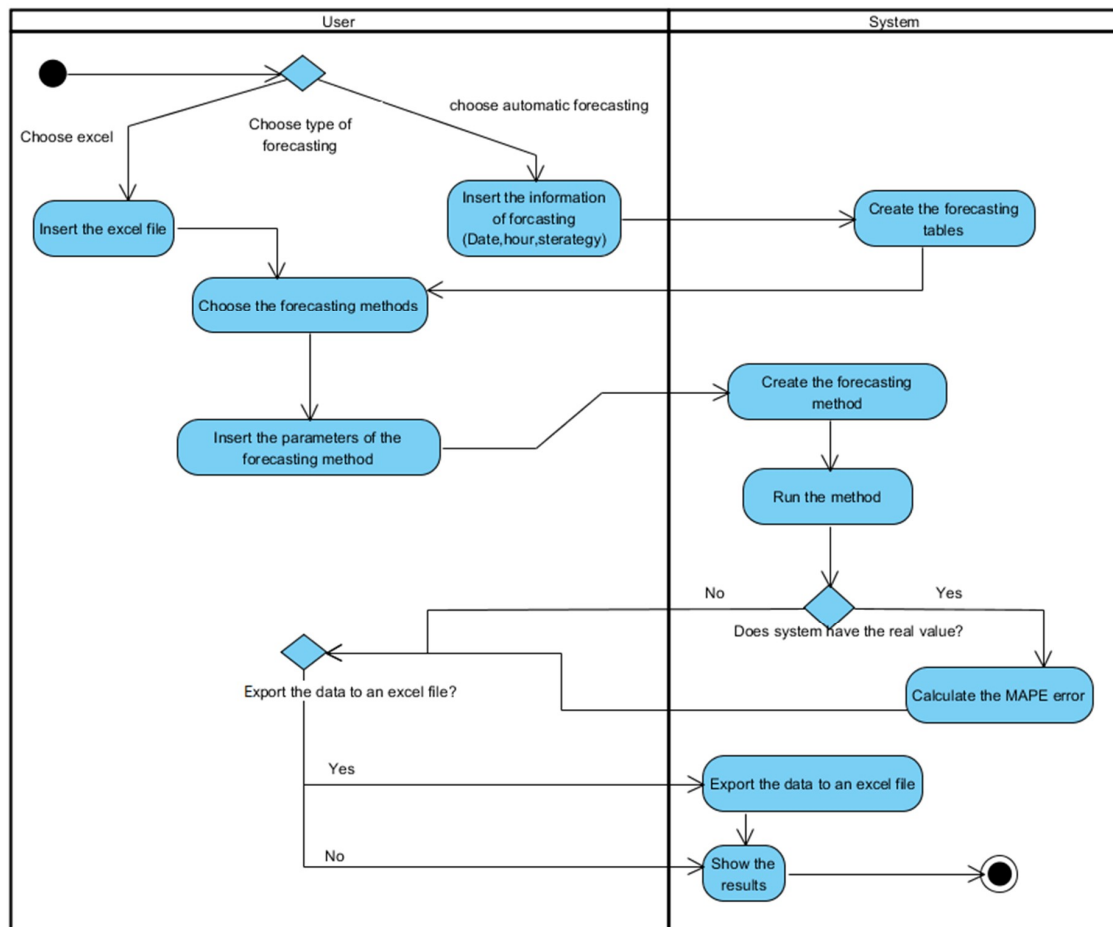 User
System
choose automatic forecasting
Choose excel
Choose type of
forecasting
Insert the information
of forcasting
(Date,hour,sterategy)
Create the forecasting
tables
Insert the excel file
Choose the forecasting methods
Create the forecasting
method
Insert the parameters of the
forecasting method
Run the method
No
Yes
Does system have the real value?
Export the data to an excel file?
Calculate the MAPE error
Yes
Export the data to an excel file
No
Show the
results